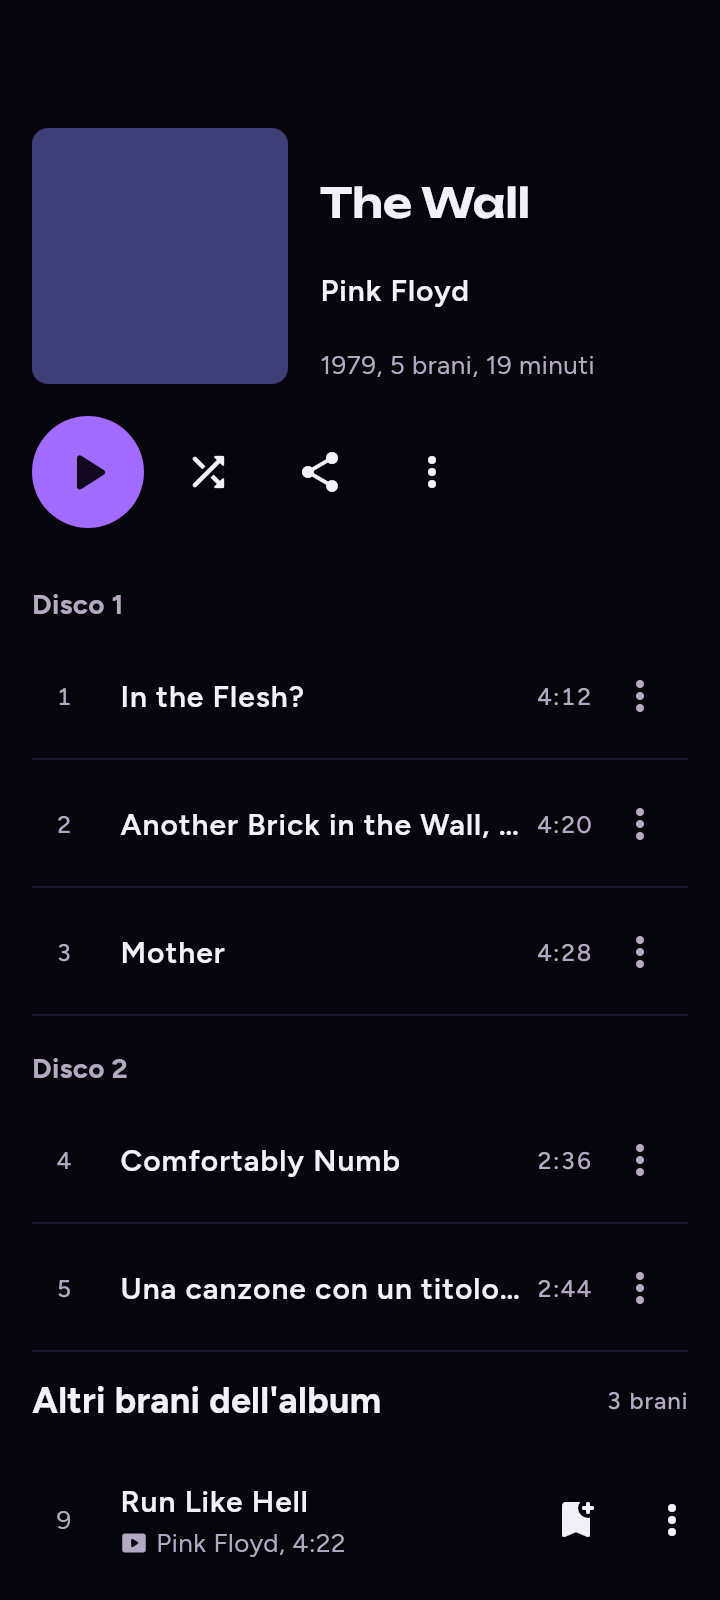 The Wall
Pink Floyd
1979, 5 brani, 19 minuti
Disco 1
1 In the Flesh? 4:12
2 Another Brick in the Wall, ... 4:20
3 Mother 4:28
Disco 2
4 Comfortably Numb 2:36
5 Una canzone con un titolo... 2:44
Altri brani dell'album 3 brani
9 Run Like Hell
Pink Floyd, 4:22